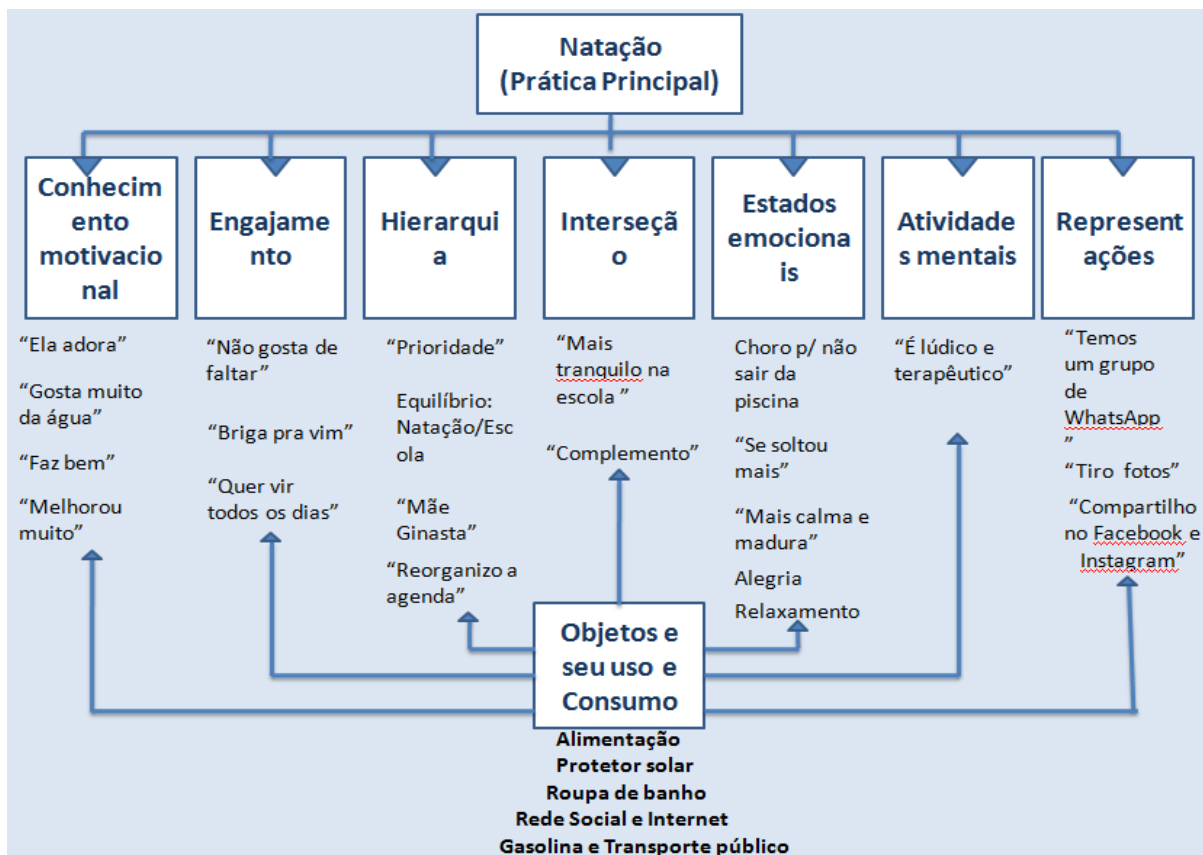 Natação
(Prática Principal)
Conhecim
ento
motivacio
nal
Engajame
nto
Hierarqui
a
Interseçã
o
Estados
emociona
is
Atividade
s mentais
Represent
ações
“Ela adora”
“Gosta muito
da água”
“Faz bem”
“Melhorou
muito”
“Não gosta de
faltar”
“Briga pra vim”
“Quer vir
todos os dias”
“Prioridade”
Equilíbrio:
Natação/Esc
ola
“Mãe
Ginasta”
“Reorganizo a
agenda”
“Mais
tranquilo na
escola ”
“Complemento”
Choro p/ não
sair da
piscina
“Se soltou
mais”
“Mais calma e
madura”
Alegria
Relaxamento
“É lúdico e
terapêutico”
“Temos
um grupo
de
WhatsApp
”
“Tiro fotos”
“Compartilho
no Facebook e
Instagram”
Objetos e
seu uso e
Consumo
Alimentação
Protetor solar
Roupa de banho
Rede Social e Internet
Gasolina e Transporte público